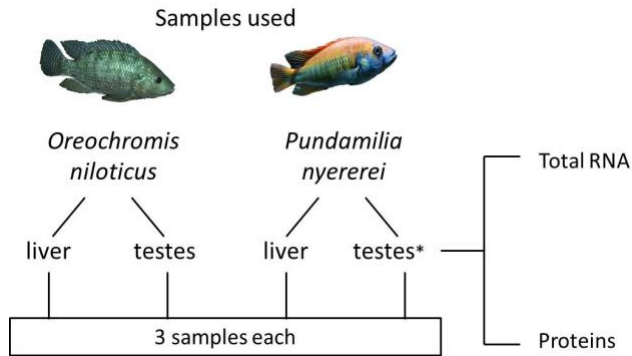 Samples used
Oreochromis
niloticus
Pundamilia
nyererei
liver
testes
liver
testes*
3 samples each
Total RNA
Proteins